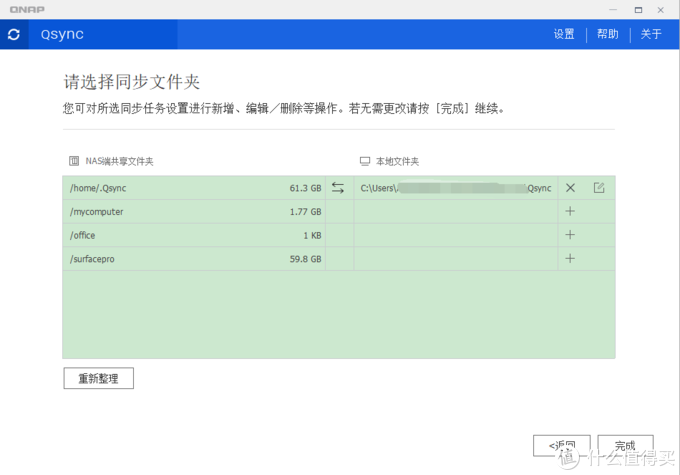 QNAP
Qsync 设置 帮助 关于
请选择同步文件夹
您可对所选同步任务设置进行新增、编辑／删除等操作。若无需更改请按［完成］继续。
NAS端共享文件夹 本地文件夹
/home/.Qsync 61.3 GB C:\Users\ Qsync
/mycomputer 1.77 GB
/office 1 KB
/surfacepro 59.8 GB
重新整理
<返回 完成
值 什么值得买